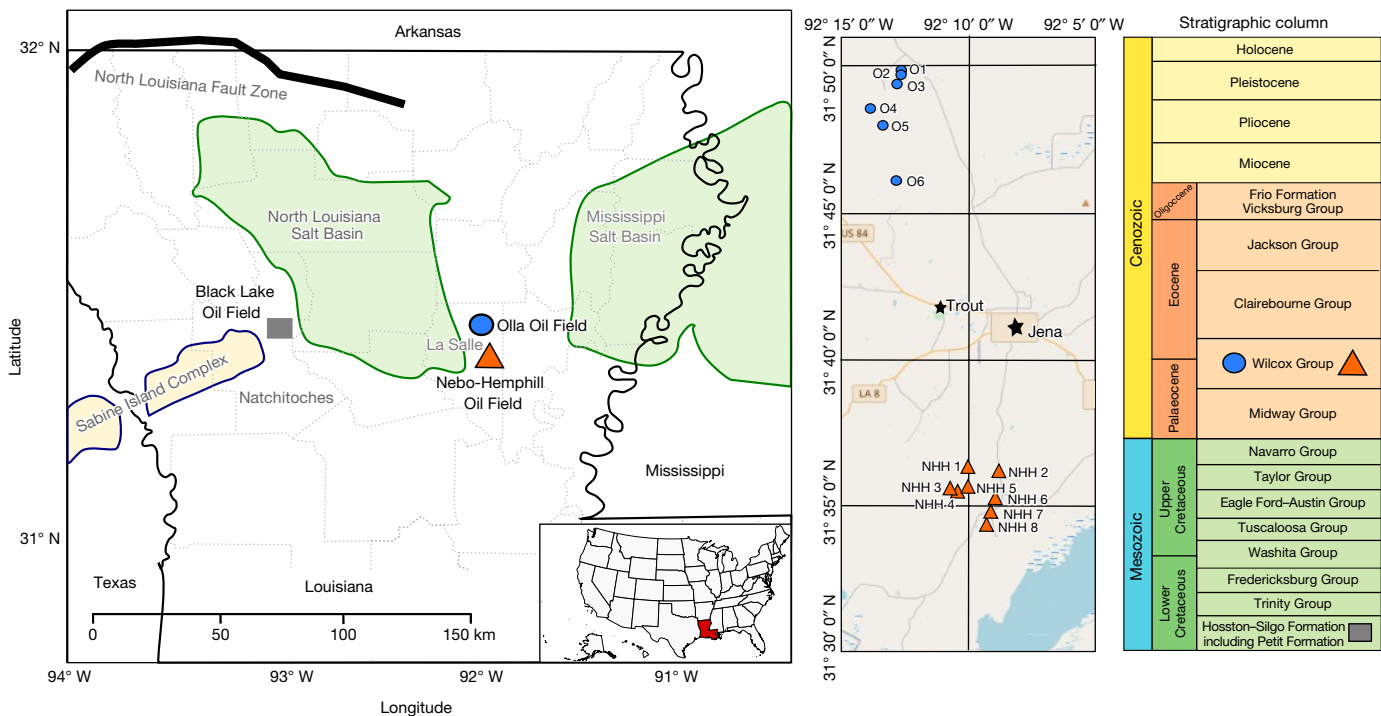 32° N
31° N
Latitude
Arkansas
North Louisiana Fault Zone
North Louisiana
Salt Basin
Mississippi
Salt Basin
Black Lake
Oil Field
Olla Oil Field
La Salle
Nebo-Hemphill
Oil Field
Sabine Island Complex
Natchitoches
Mississippi
Texas
Louisiana
0
50
100
150 km
94° W
93° W
92° W
91° W
Longitude
92° 15′ 0″ W
92° 10′ 0″ W
92° 5′ 0″ W
31° 50′ 0″ N
31° 45′ 0″ N
31° 40′ 0″ N
31° 35′ 0″ N
31° 30′ 0″ N
O1
O2
O3
O4
O5
O6
US 84
Trout
Jena
LA 8
NHH 1
NHH 2
NHH 3
NHH 5
NHH 4
NHH 6
NHH 7
NHH 8
Stratigraphic column
Cenozoic
Mesozoic
Oligocene
Eocene
Palaeocene
Upper
Cretaceous
Lower
Cretaceous
Holocene
Pleistocene
Pliocene
Miocene
Frio Formation
Vicksburg Group
Jackson Group
Clairebourne Group
Wilcox Group
Midway Group
Navarro Group
Taylor Group
Eagle Ford–Austin Group
Tuscaloosa Group
Washita Group
Fredericksburg Group
Trinity Group
Hosston–Silgo Formation
including Petit Formation